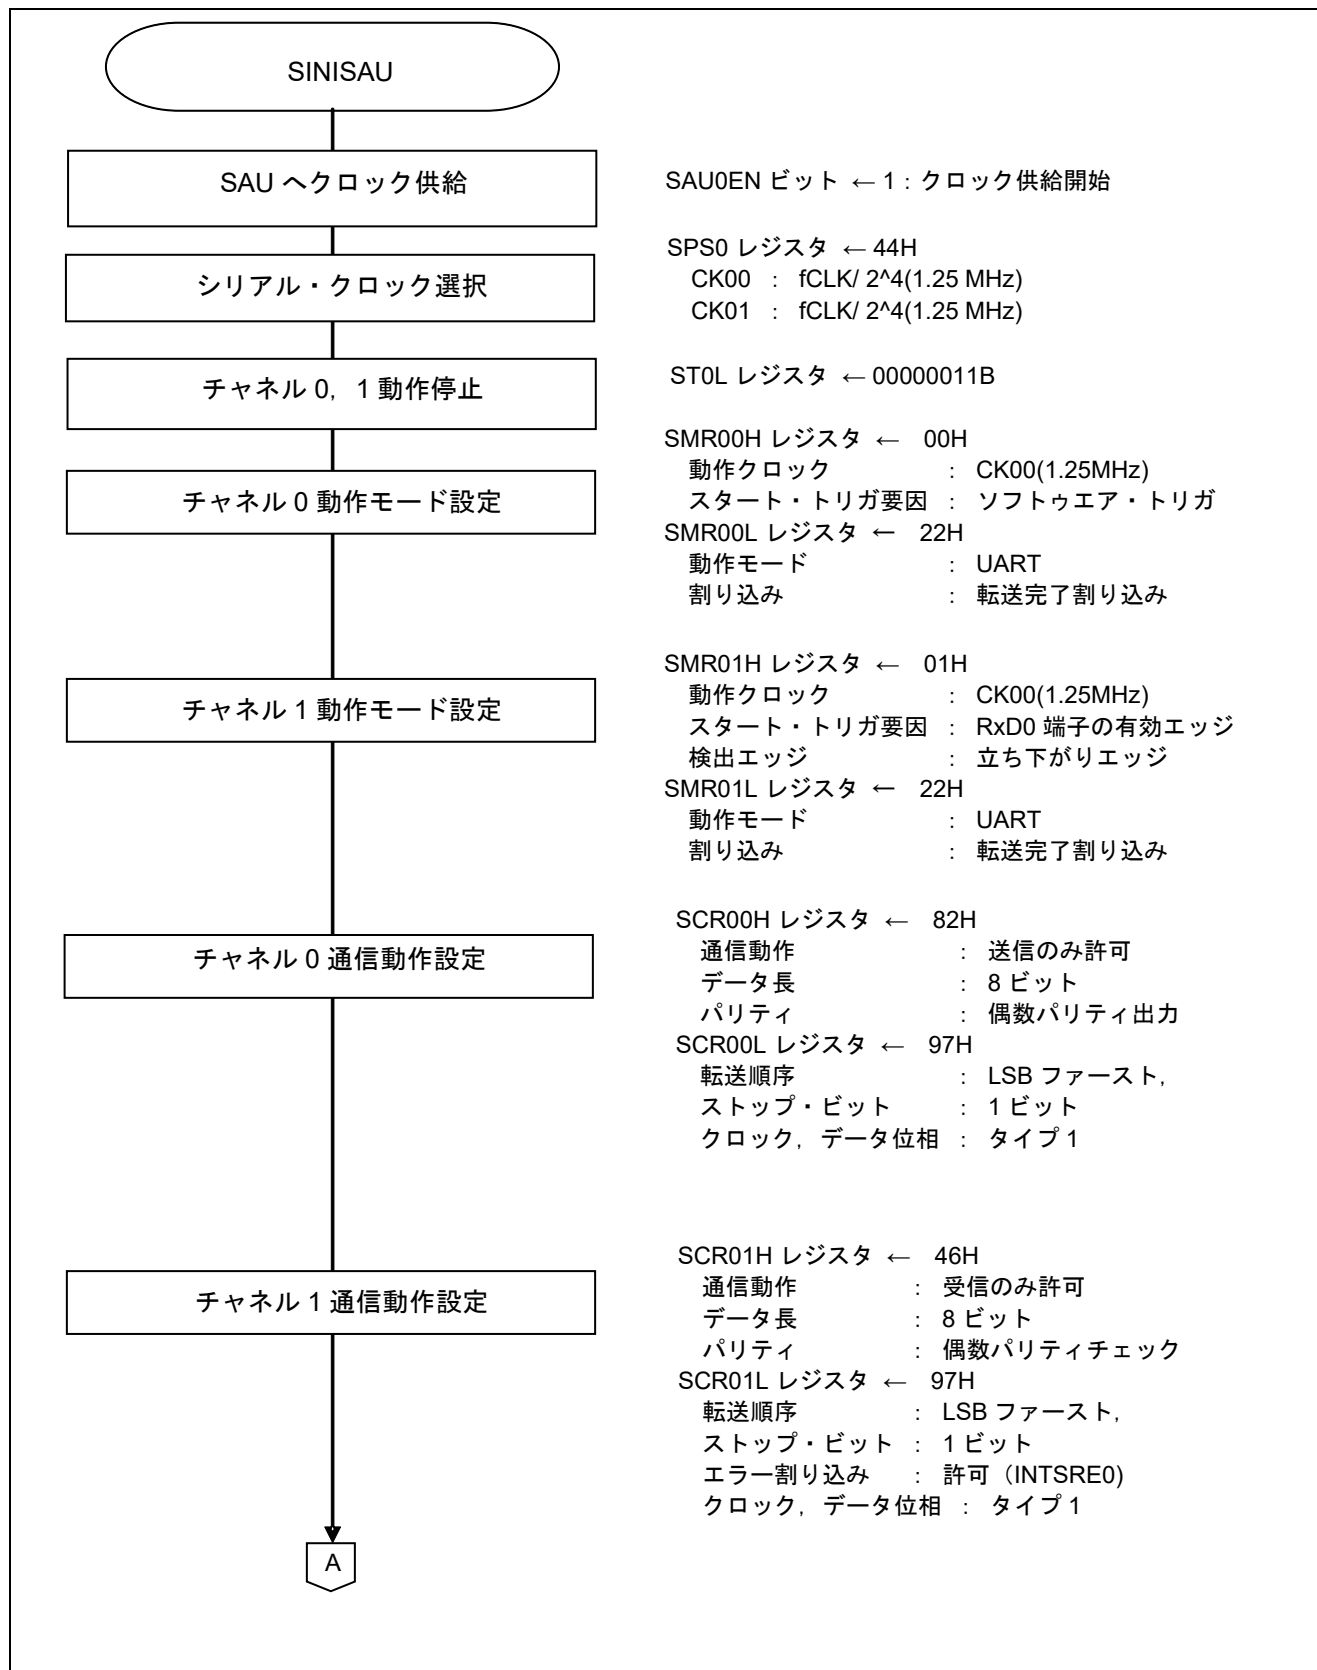 SINISAU
SAU へクロック供給
SAU0EN ビット ← 1：クロック供給開始
シリアル・クロック選択
SPS0 レジスタ ← 44H
CK00 : fCLK/ 2^4(1.25 MHz)
CK01 : fCLK/ 2^4(1.25 MHz)
チャネル 0，1 動作停止
ST0L レジスタ ← 00000011B
チャネル 0 動作モード設定
SMR00H レジスタ ← 00H
動作クロック : CK00(1.25MHz)
スタート・トリガ要因 : ソフトゥエア・トリガ
SMR00L レジスタ ← 22H
動作モード : UART
割り込み : 転送完了割り込み
チャネル 1 動作モード設定
SMR01H レジスタ ← 01H
動作クロック : CK00(1.25MHz)
スタート・トリガ要因 : RxD0 端子の有効エッジ
検出エッジ : 立ち下がりエッジ
SMR01L レジスタ ← 22H
動作モード : UART
割り込み : 転送完了割り込み
チャネル 0 通信動作設定
SCR00H レジスタ ← 82H
通信動作 : 送信のみ許可
データ長 : 8 ビット
パリティ : 偶数パリティ出力
SCR00L レジスタ ← 97H
転送順序 : LSB ファースト,
ストップ・ビット : 1 ビット
クロック，データ位相 : タイプ 1
チャネル 1 通信動作設定
SCR01H レジスタ ← 46H
通信動作 : 受信のみ許可
データ長 : 8 ビット
パリティ : 偶数パリティチェック
SCR01L レジスタ ← 97H
転送順序 : LSB ファースト,
ストップ・ビット : 1 ビット
エラー割り込み : 許可（INTSRE0)
クロック，データ位相 : タイプ 1
A